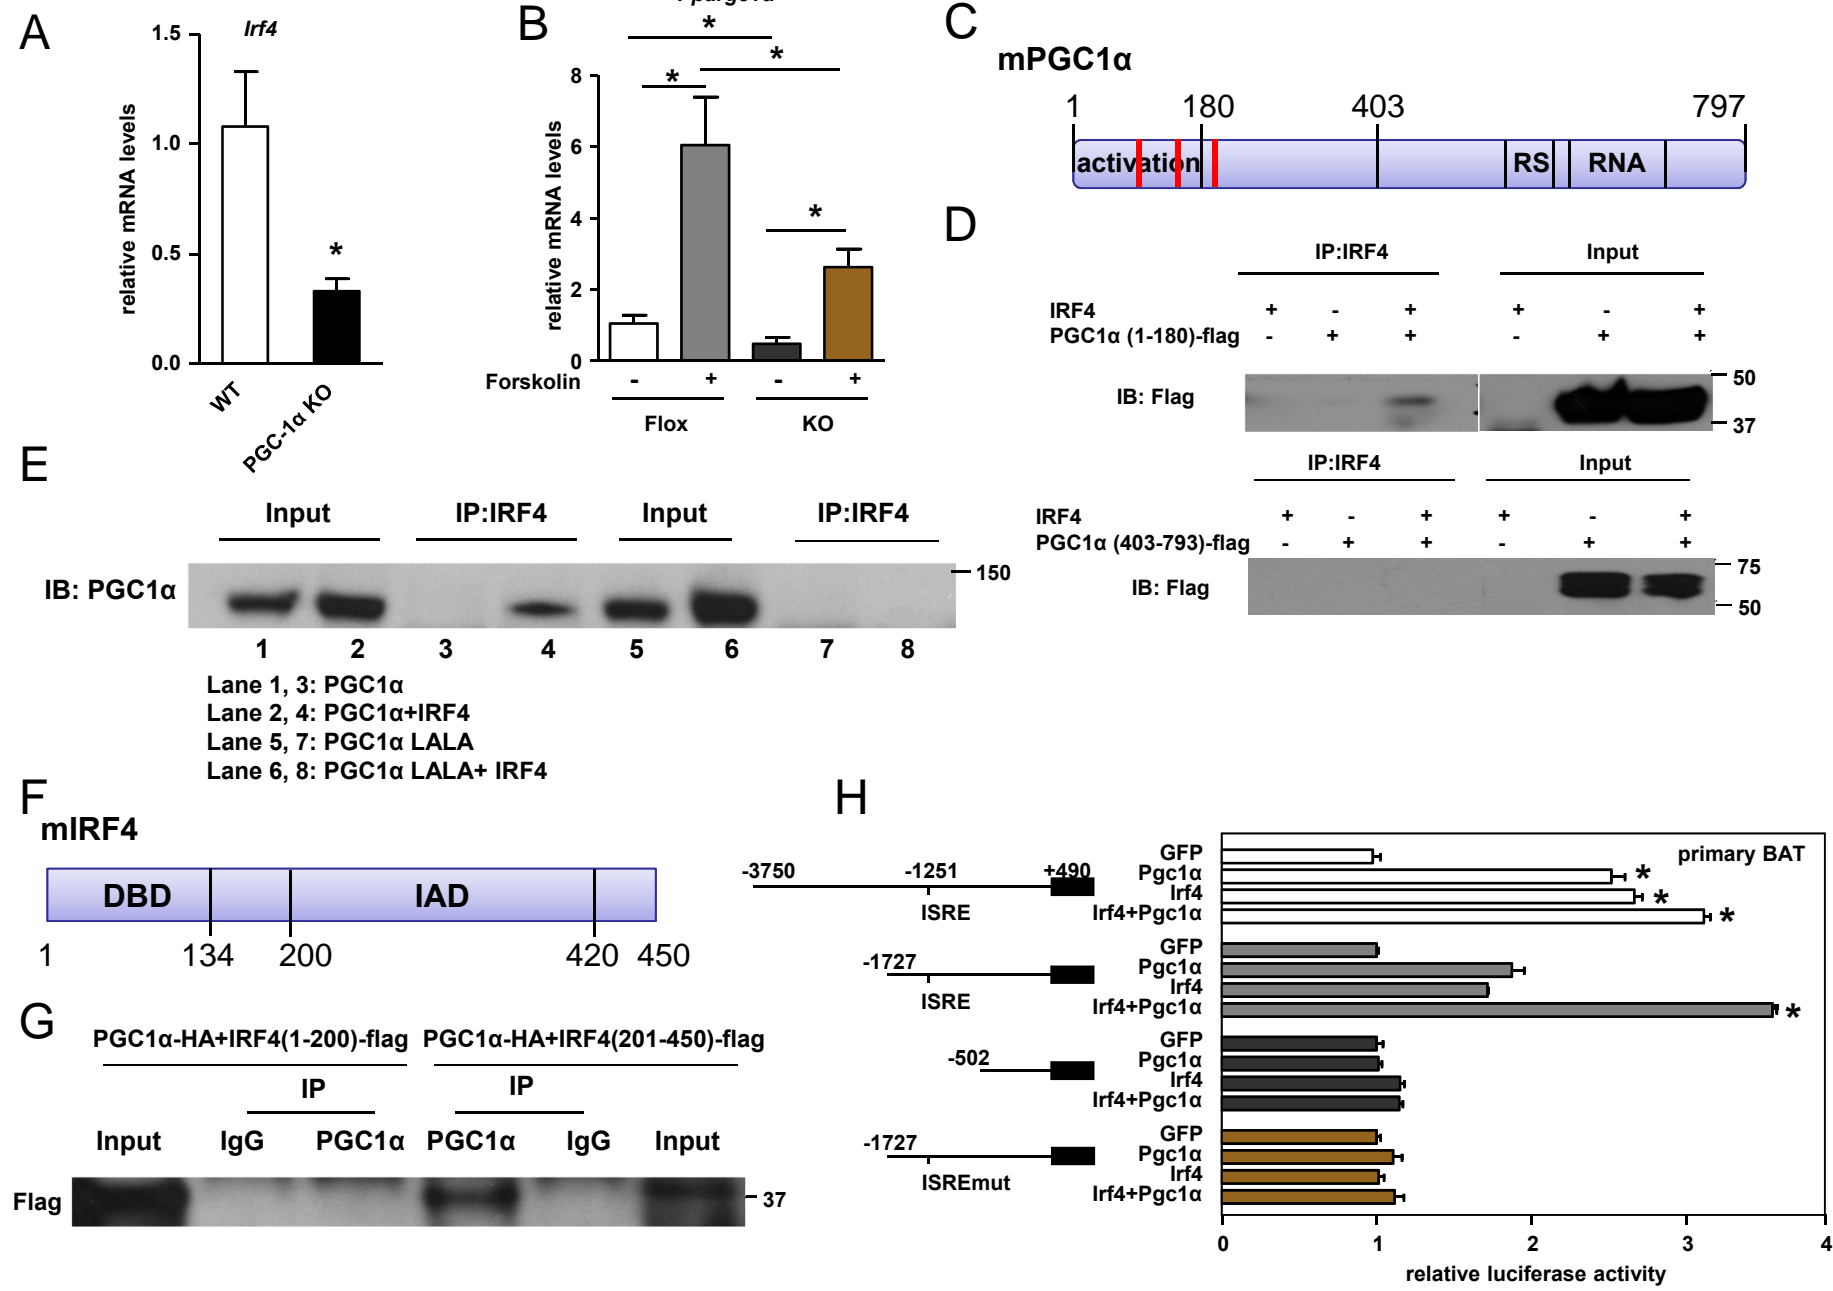 A
Irf4
relative mRNA levels
1.5
1.0
0.5
0.0
*
WT
PGC-1α KO
B
*
*
*
*
relative mRNA levels
8
6
4
2
0
Forskolin - + - +
Flox KO
C
mPGC1α
1 180 403 797
activation RS RNA
D
IP:IRF4 Input
IRF4 + - + + - +
PGC1α (1-180)-flag - + + - + +
IB: Flag
50
37
IP:IRF4 Input
IRF4 + - + + - +
PGC1α (403-793)-flag - + + - + +
IB: Flag
75
50
E
Input IP:IRF4 Input IP:IRF4
IB: PGC1α
150
1 2 3 4 5 6 7 8
Lane 1, 3: PGC1α
Lane 2, 4: PGC1α+IRF4
Lane 5, 7: PGC1α LALA
Lane 6, 8: PGC1α LALA+ IRF4
F
mIRF4
DBD IAD
1 134 200 420 450
G
PGC1α-HA+IRF4(1-200)-flag PGC1α-HA+IRF4(201-450)-flag
IP IP
Input IgG PGC1α PGC1α IgG Input
Flag
37
H
primary BAT
-3750 -1251 +490
ISRE
GFP
Pgc1α *
Irf4 *
Irf4+Pgc1α *
-1727
ISRE
GFP
Pgc1α
Irf4
Irf4+Pgc1α *
-502
GFP
Pgc1α
Irf4
Irf4+Pgc1α
-1727
ISREmut
GFP
Pgc1α
Irf4
Irf4+Pgc1α
0 1 2 3 4
relative luciferase activity